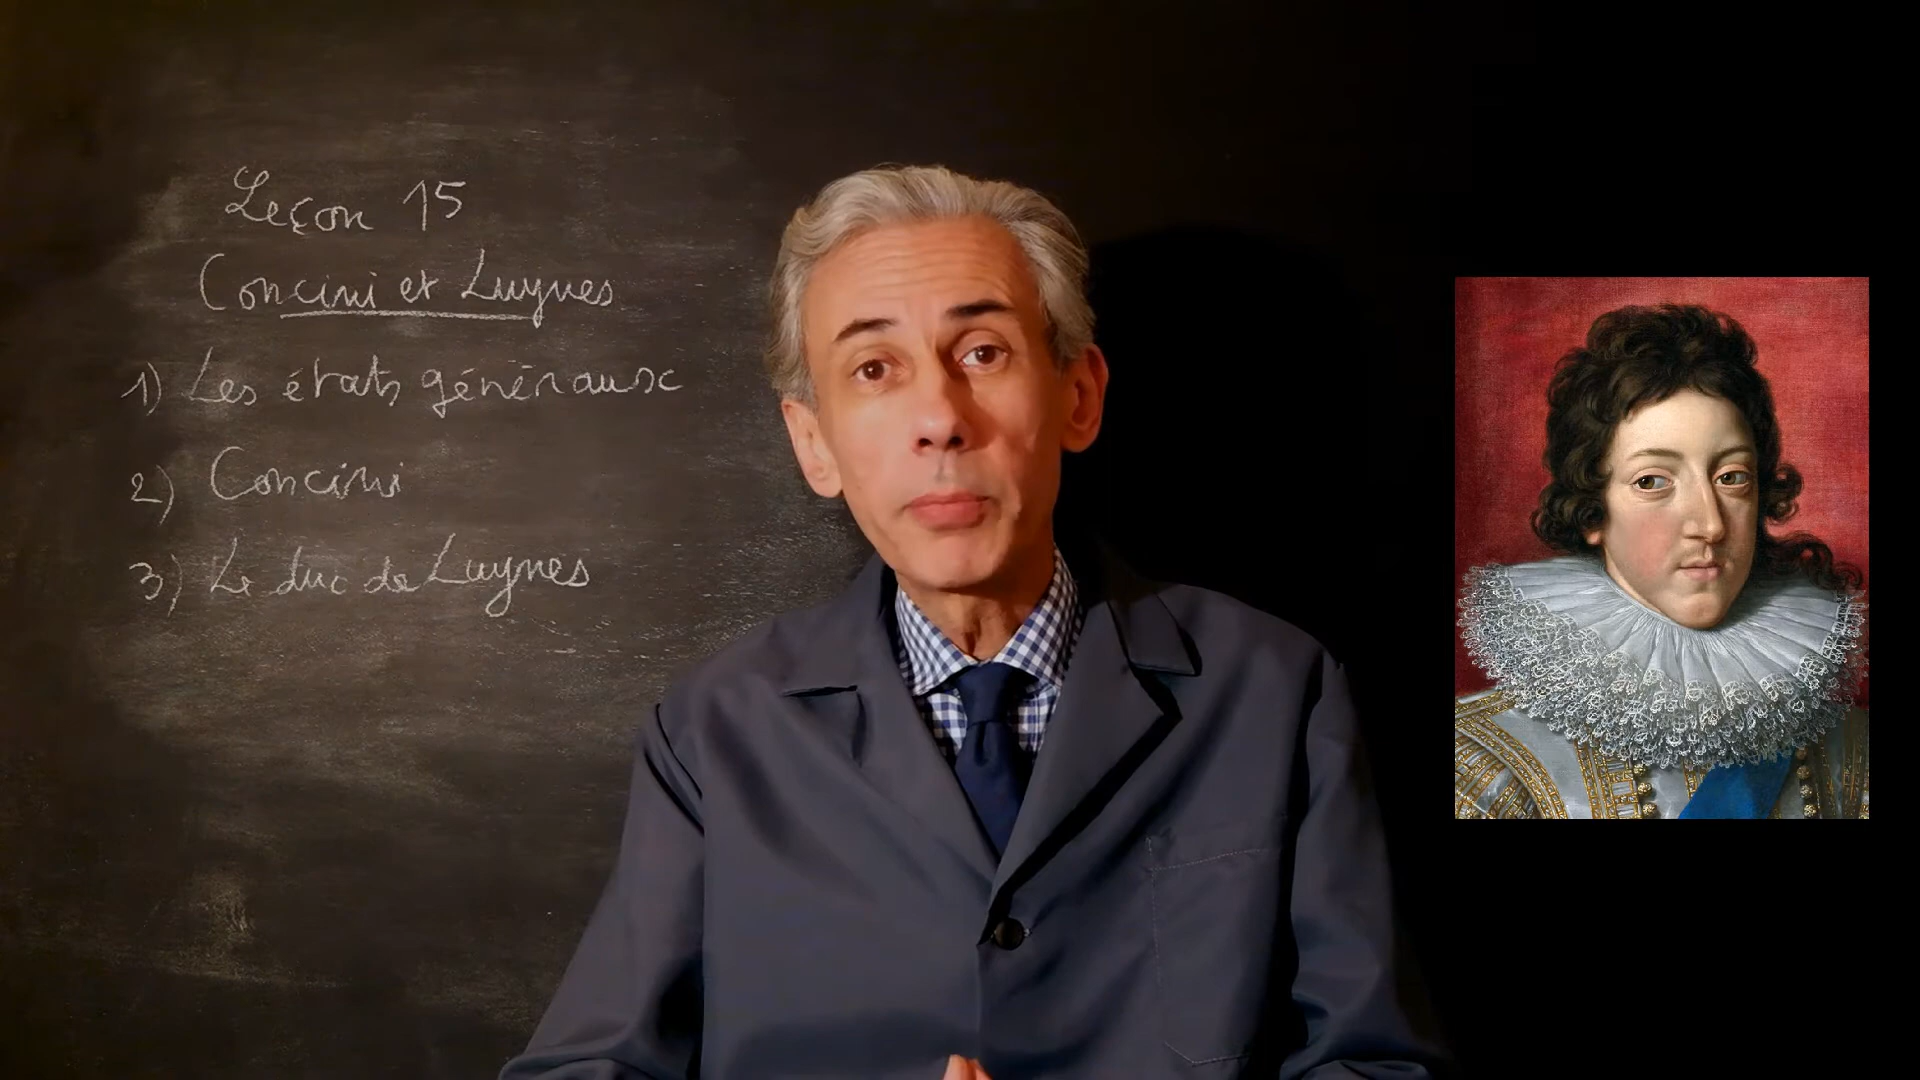 Leçon 15
Concini et Luynes
1) Les états généraux
2) Concini
3) Le duc de Luynes